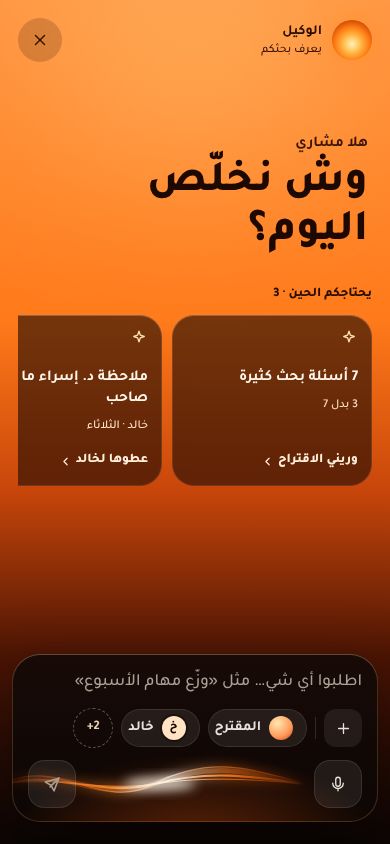 الوكيل
يعرف بحثكم
هلا مشاري
وش نخلّص
اليوم؟
يحتاجكم الحين · 3
7 أسئلة بحث كثيرة
3 بدل 7
وريني الاقتراح
ملاحظة د. إسراء ما
صاحب
خالد · الثلاثاء
عطوها لخالد
اطلبوا أي شي… مثل «وزّع مهام الأسبوع»
المقترح
خ
خالد
+2